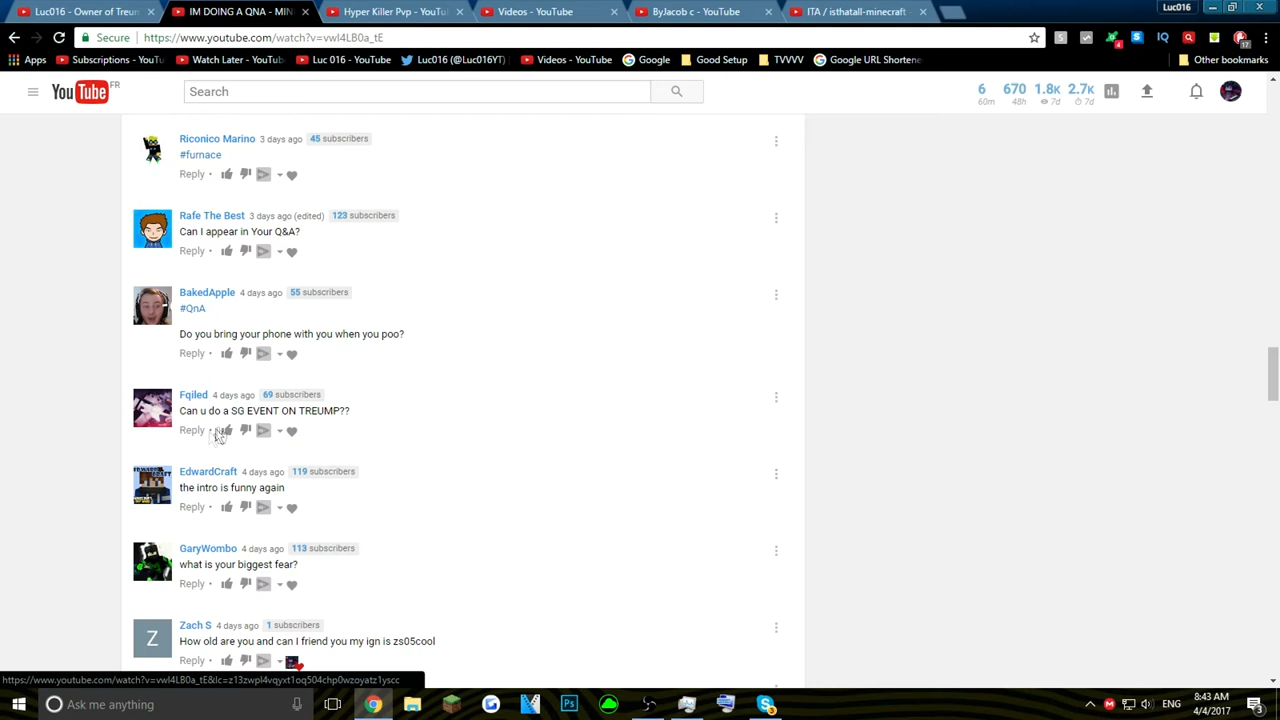 Luc016 - Owner of Treum
IM DOING A QNA - MIN
Hyper Killer Pvp - YouTu
Videos - YouTube
ByJacob c - YouTube
ITA / isthatall-minecraft
Luc016
Secure
https://www.youtube.com/watch?v=vwI4LB0a_tE
Apps
Subscriptions - YouTu
Watch Later - YouTub
Luc 016 - YouTube
Luc016 (@Luc016YT)
Videos - YouTube
Google
Good Setup
TVVVV
Google URL Shortene
Other bookmarks
YouTube FR
Search
6 670 1.8K 2.7K
60m 48h 7d 7d
Riconico Marino 3 days ago 45 subscribers
#furnace
Reply •
Rafe The Best 3 days ago (edited) 123 subscribers
Can I appear in Your Q&A?
Reply •
BakedApple 4 days ago 55 subscribers
#QnA
Do you bring your phone with you when you poo?
Reply •
Fqiled 4 days ago 69 subscribers
Can u do a SG EVENT ON TREUMP??
Reply •
EdwardCraft 4 days ago 119 subscribers
the intro is funny again
Reply •
GaryWombo 4 days ago 113 subscribers
what is your biggest fear?
Reply •
Z
Zach S 4 days ago 1 subscribers
How old are you and can I friend you my ign is zs05cool
Reply •
https://www.youtube.com/watch?v=vwI4LB0a_tE&lc=z13zwpl4vqyxt1oq504chp0wzoyatz1yscc
Ask me anything
8:43 AM
4/4/2017